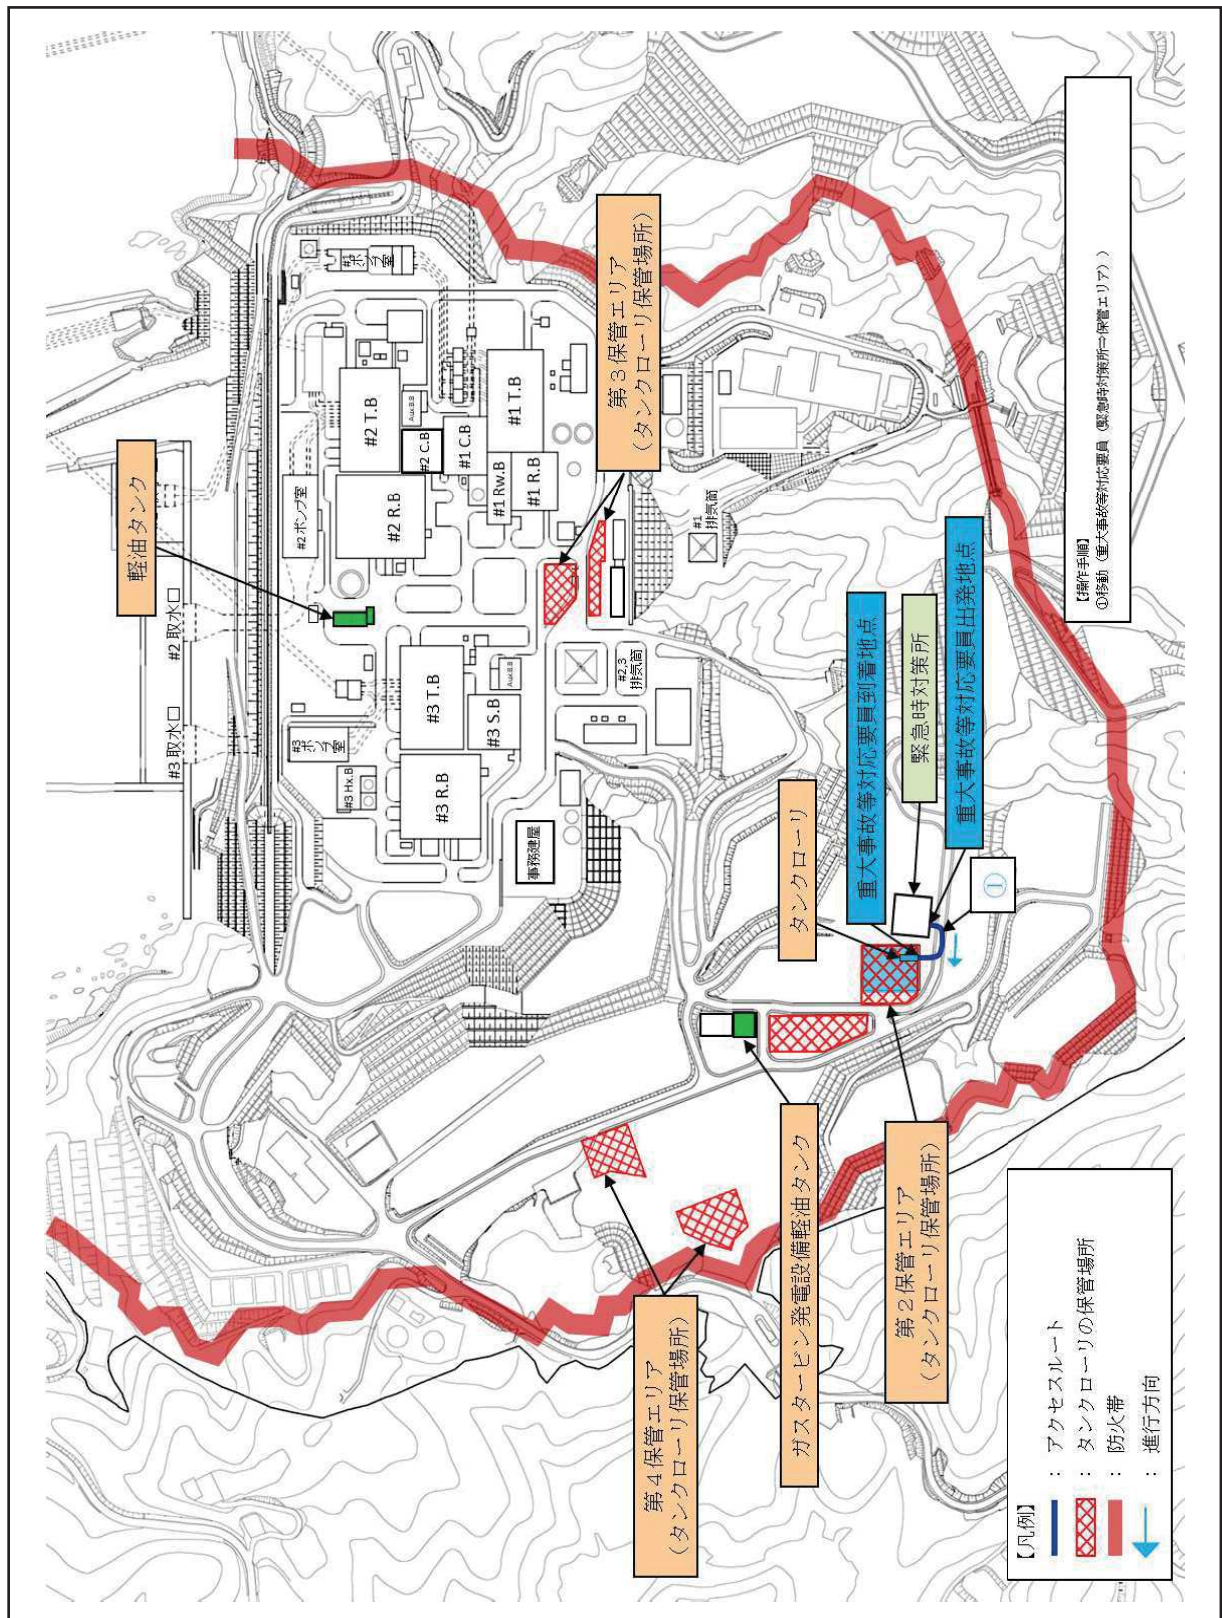 #3 取水口
#2 取水口
軽油タンク
#3
ポンプ室
#2 ポンプ室
#1
ポンプ室
#3 Hx.B
#3 R.B
#3 T.B
#3 S.B
Aux.B.B
#2 R.B
#2 T.B
#2 C.B
Aux.B.B
#1 C.B
#1 Rw.B
#1 R.B
#1 T.B
事務建屋
#2,3
排気筒
#1
排気筒
第３保管エリア
（タンクローリ保管場所）
第４保管エリア
（タンクローリ保管場所）
ガスタービン発電設備軽油タンク
第２保管エリア
（タンクローリ保管場所）
タンクローリ
重大事故等対応要員到着地点
緊急時対策所
重大事故等対応要員出発地点
①
【凡例】
：アクセスルート
：タンクローリの保管場所
：防火帯
：進行方向
【操作手順】
①移動（重大事故等対応要員（緊急時対策所⇒保管エリア））